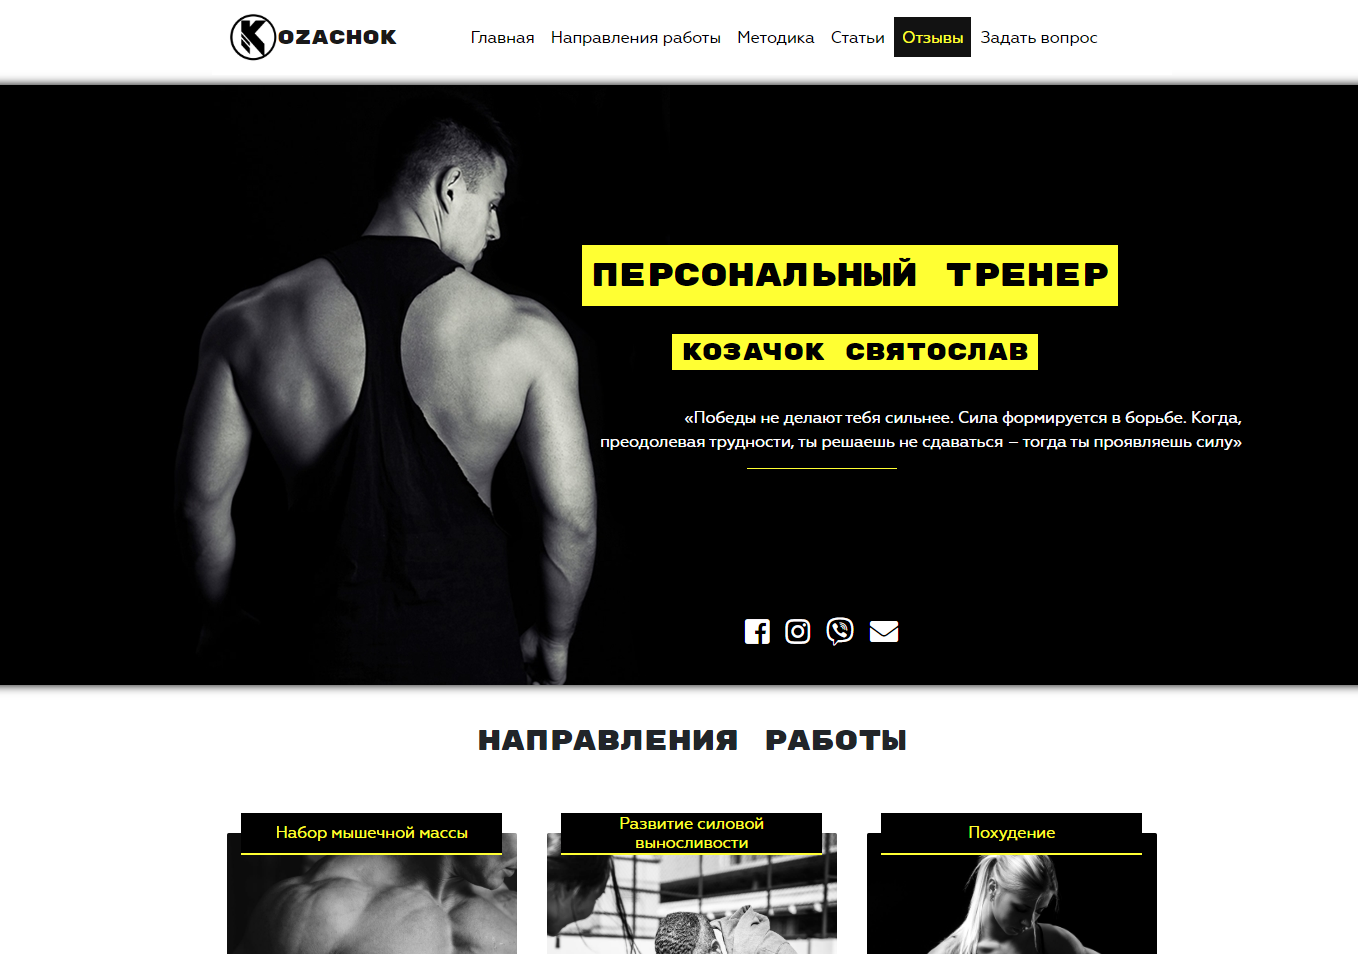 KOZACHOK
Главная Направления работы Методика Статьи Отзывы Задать вопрос
ПЕРСОНАЛЬНЫЙ ТРЕНЕР
КОЗАЧОК СВЯТОСЛАВ
«Победы не делают тебя сильнее. Сила формируется в борьбе. Когда,
преодолевая трудности, ты решаешь не сдаваться – тогда ты проявляешь силу»
НАПРАВЛЕНИЯ РАБОТЫ
Набор мышечной массы
Развитие силовой
выносливости
Похудение